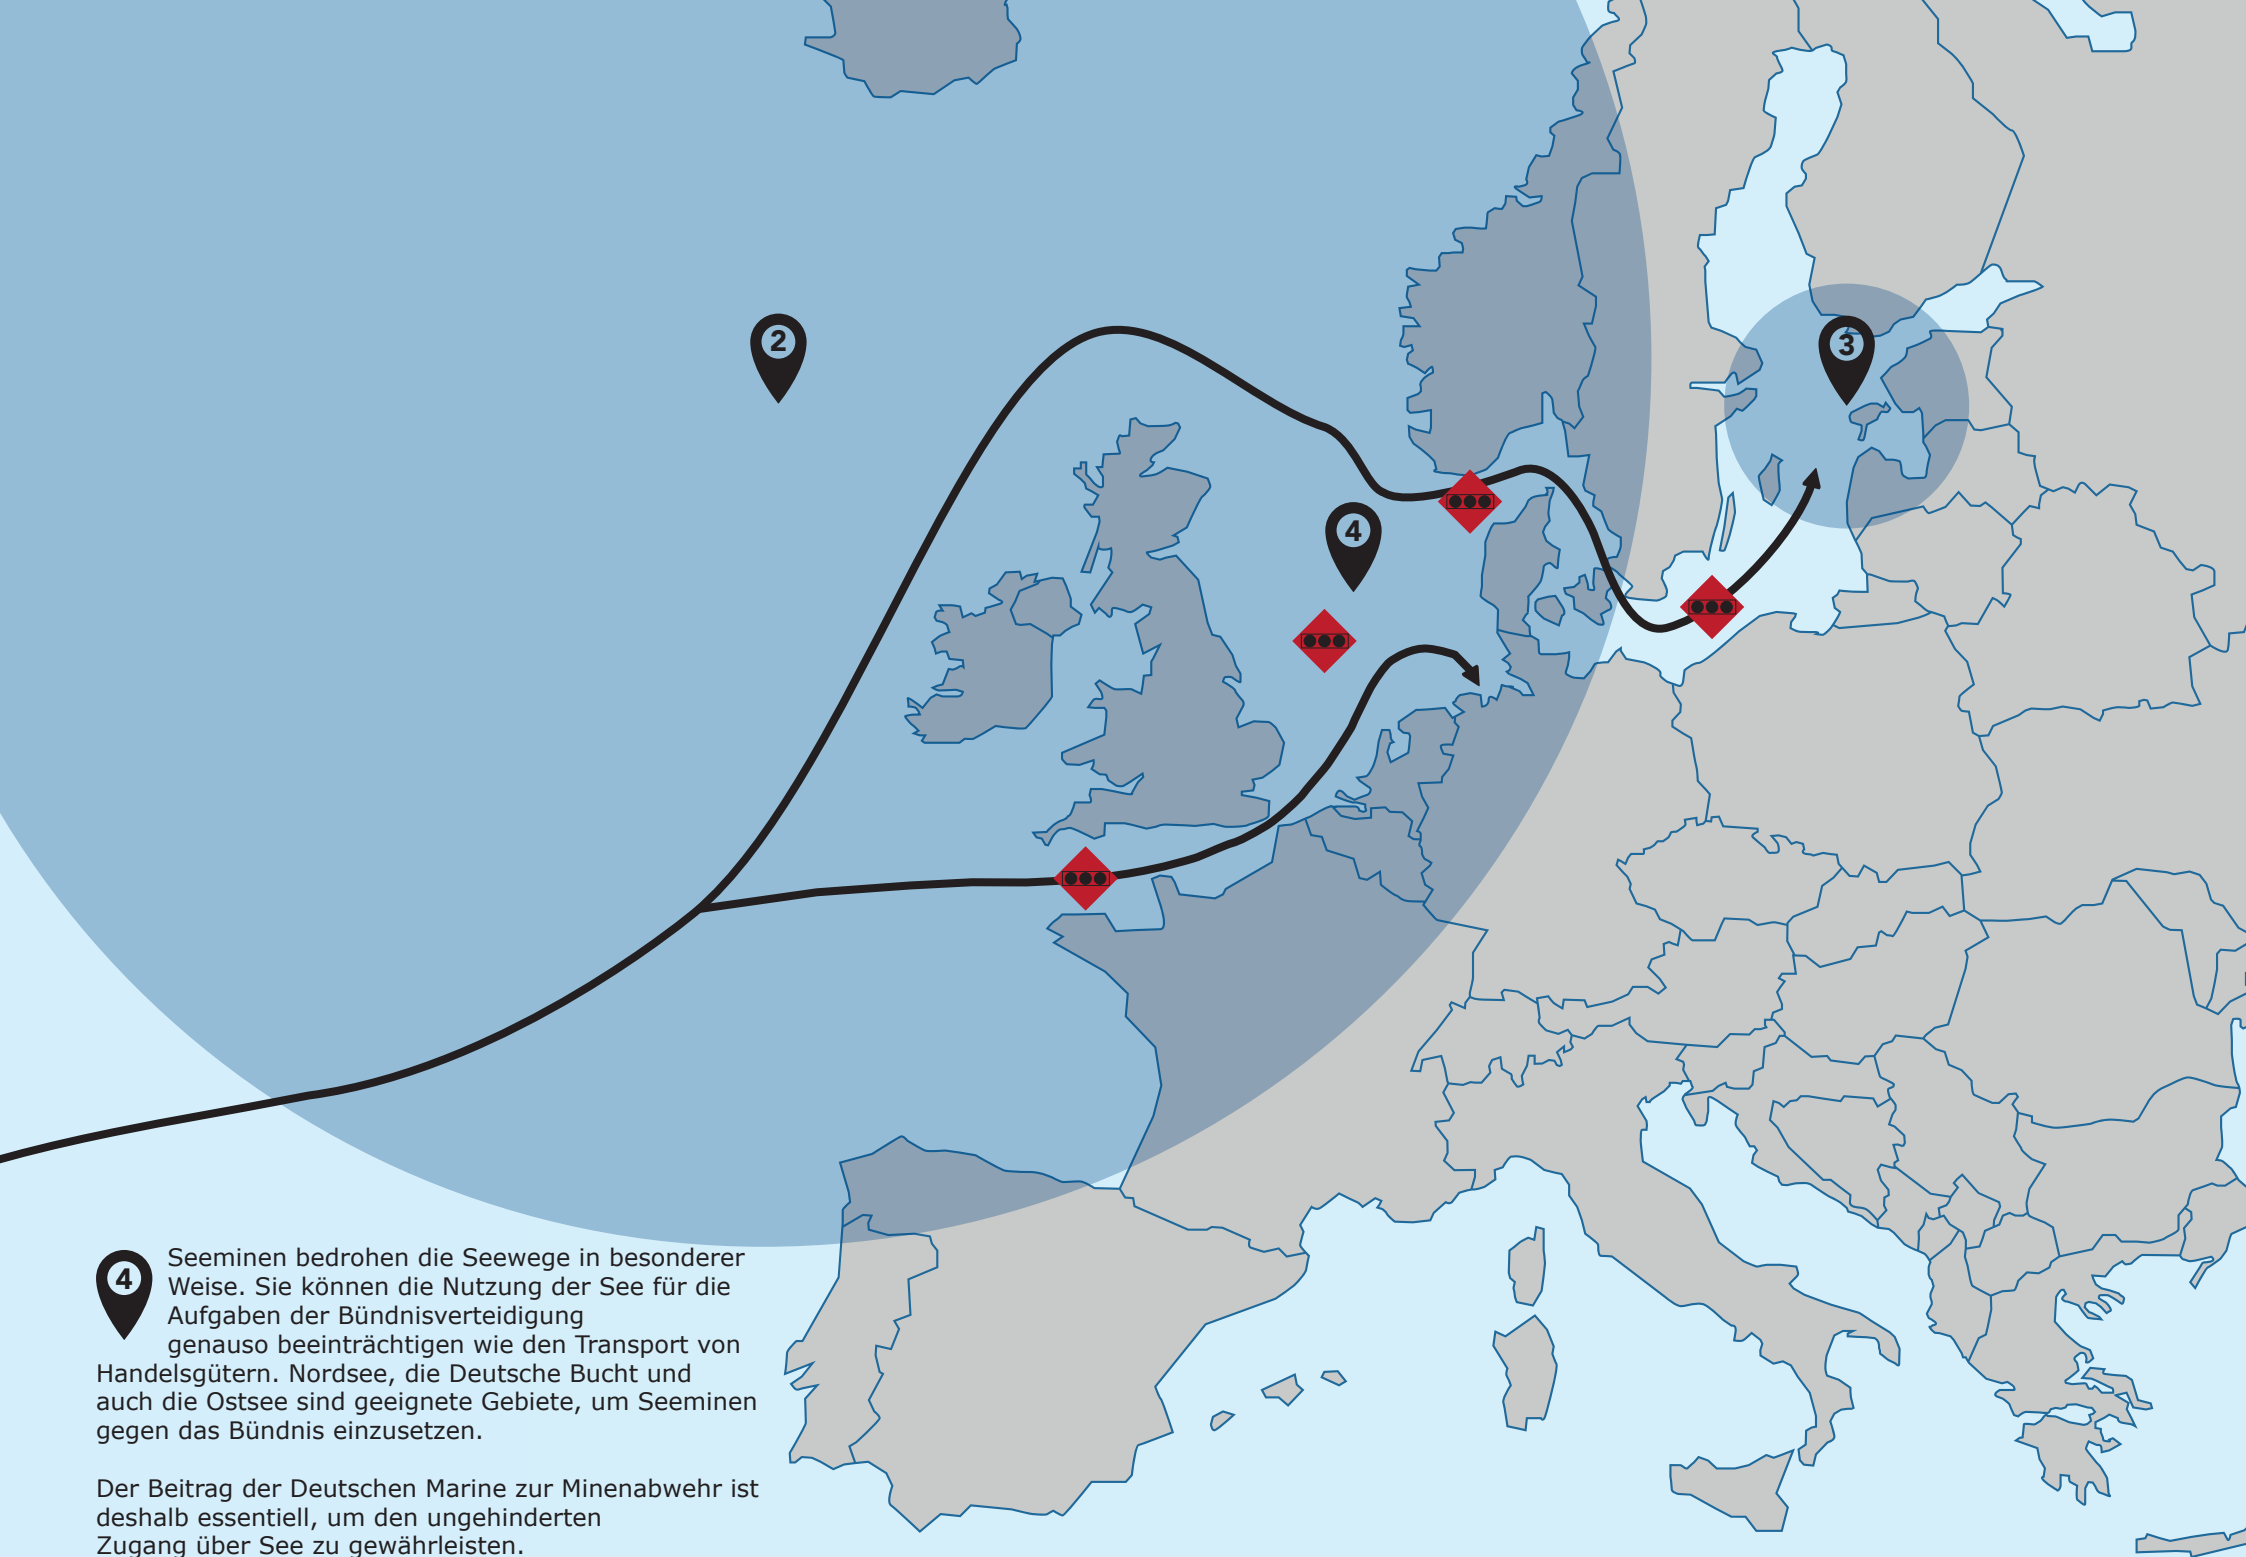 2
3
4
4
Seeminen bedrohen die Seewege in besonderer
Weise. Sie können die Nutzung der See für die
Aufgaben der Bündnisverteidigung
genauso beeinträchtigen wie den Transport von
Handelsgütern. Nordsee, die Deutsche Bucht und
auch die Ostsee sind geeignete Gebiete, um Seeminen
gegen das Bündnis einzusetzen.
Der Beitrag der Deutschen Marine zur Minenabwehr ist
deshalb essentiell, um den ungehinderten
Zugang über See zu gewährleisten.